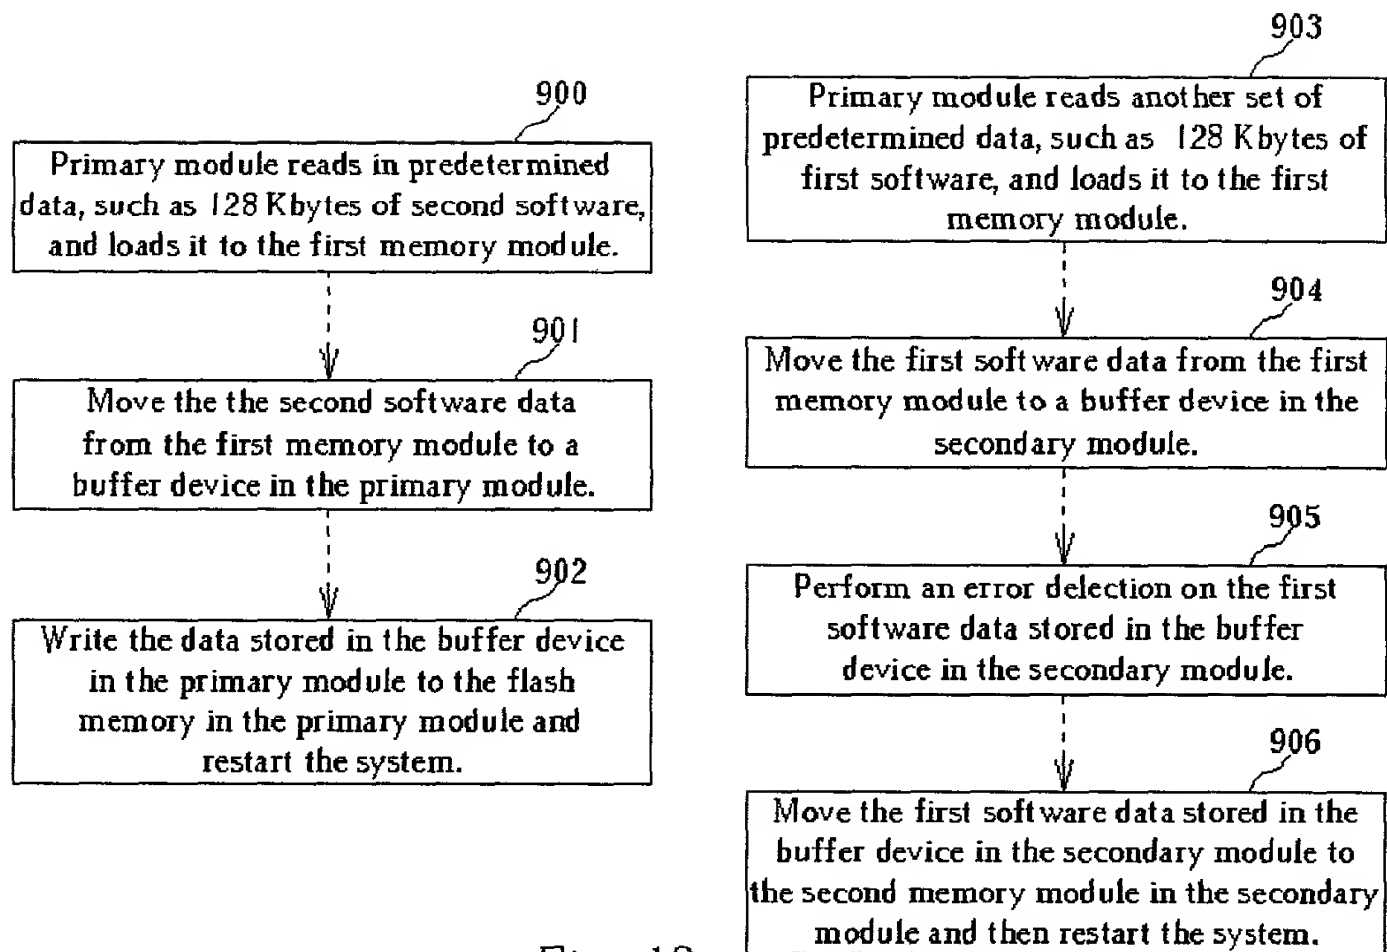 900
Primary module reads in predetermined
data, such as 128 Kbytes of second software,
and loads it to the first memory module.
901
Move the the second software data
from the first memory module to a
buffer device in the primary module.
902
Write the data stored in the buffer device
in the primary module to the flash
memory in the primary module and
restart the system.
903
Primary module reads another set of
predetermined data, such as 128 Kbytes of
first software, and loads it to the first
memory module.
904
Move the first software data from the first
memory module to a buffer device in the
secondary module.
905
Perform an error delection on the first
software data stored in the buffer
device in the secondary module.
906
Move the first software data stored in the
buffer device in the secondary module to
the second memory module in the secondary
module and then restart the system.